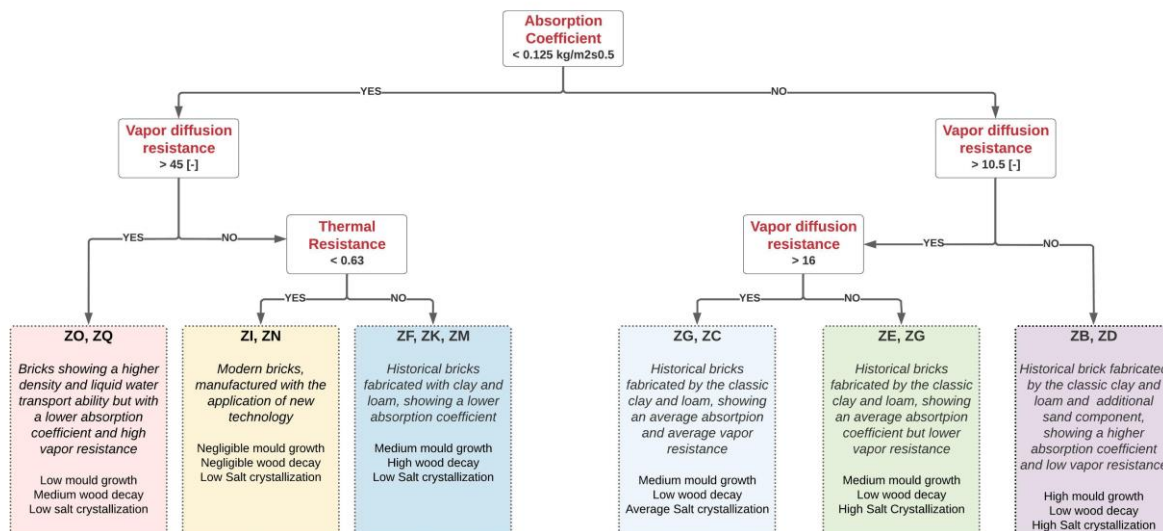 Absorption
Coefficient
< 0.125 kg/m2s0.5
YES
NO
Vapor diffusion
resistance
> 45 [-]
Vapor diffusion
resistance
> 10.5 [-]
YES
NO
Thermal
Resistance
< 0.63
Vapor diffusion
resistance
> 16
YES
NO
YES
NO
YES
NO
ZO, ZQ
Bricks showing a higher
density and liquid water
transport ability but with
a lower absorption
coefficient and high
vapor resistance
Low mould growth
Medium wood decay
Low salt crystallization
ZI, ZN
Modern bricks,
manufactured with the
application of new
technology
Negligible mould growth
Negligible wood decay
Low Salt crystallization
ZF, ZK, ZM
Historical bricks
fabricated with clay and
loam, showing a lower
absorption coefficient
Medium mould growth
High wood decay
Low Salt crystallization
ZG, ZC
Historical bricks
fabricated by the classic
clay and loam, showing
an average absortpion
and average vapor
resistance
Medium mould growth
Low wood decay
Average Salt crystallization
ZE, ZG
Historical bricks
fabricated by the classic
clay and loam, showing
an average absortpion
coefficient but lower
vapor resistance
Medium mould growth
Low wood decay
High Salt Crystallization
ZB, ZD
Historical brick fabricated
by the classic clay and
loam and additional
sand component,
showing a higher
absorption coefficient
and low vapor resistance
High mould growth
Low wood decay
High Salt crystallization